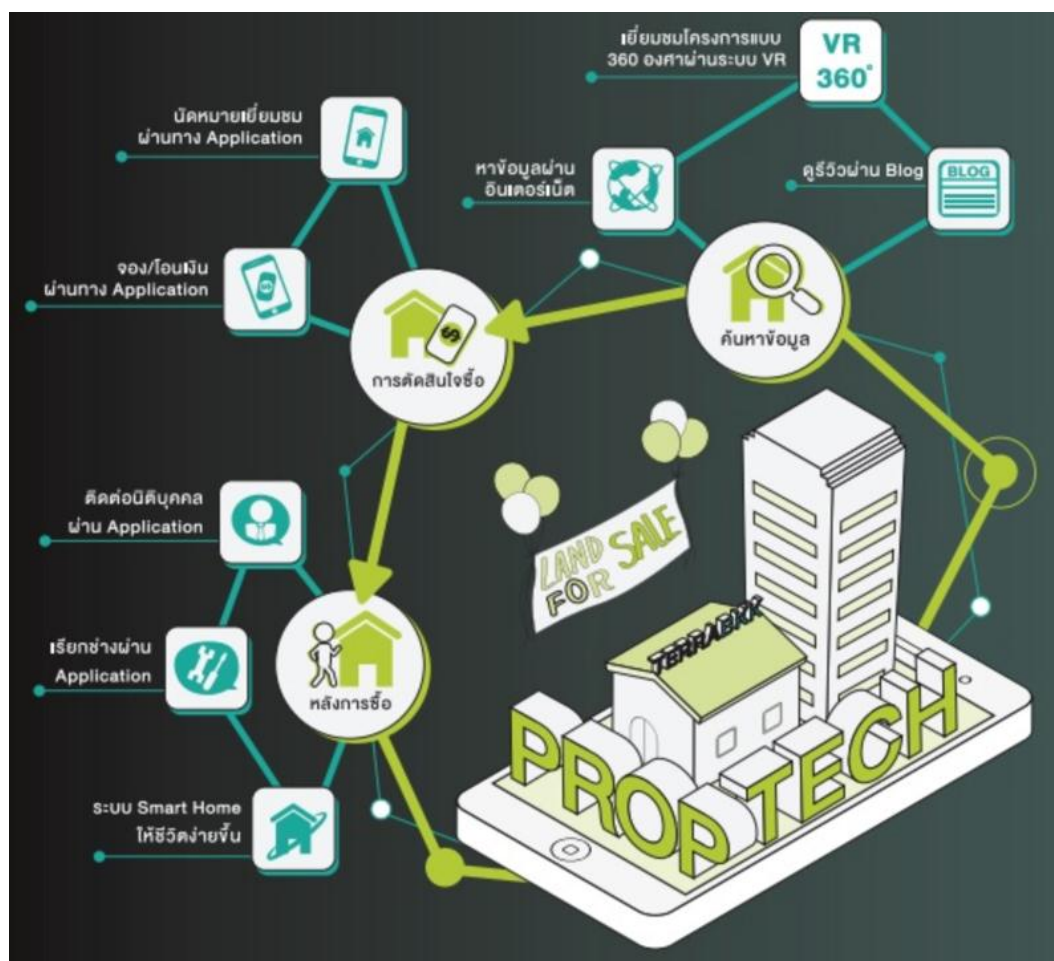 เยี่ยมชมโครงการแบบ
360 องศาผ่านระบบ VR
VR
360°
นัดหมายเยี่ยมชม
ผ่านทาง Application
หาข้อมูลผ่าน
อินเตอร์เน็ต
ดูรีวิวผ่าน Blog
BLOG
จอง/โอนเงิน
ผ่านทาง Application
ค้นหาข้อมูล
$
การตัดสินใจซื้อ
ติดต่อนิติบุคคล
ผ่าน Application
LAND
FOR
SALE
เรียกช่างผ่าน
Application
หลังการซื้อ
TERRABKK
PROPTECH
ระบบ Smart Home
ให้ชีวิตง่ายขึ้น